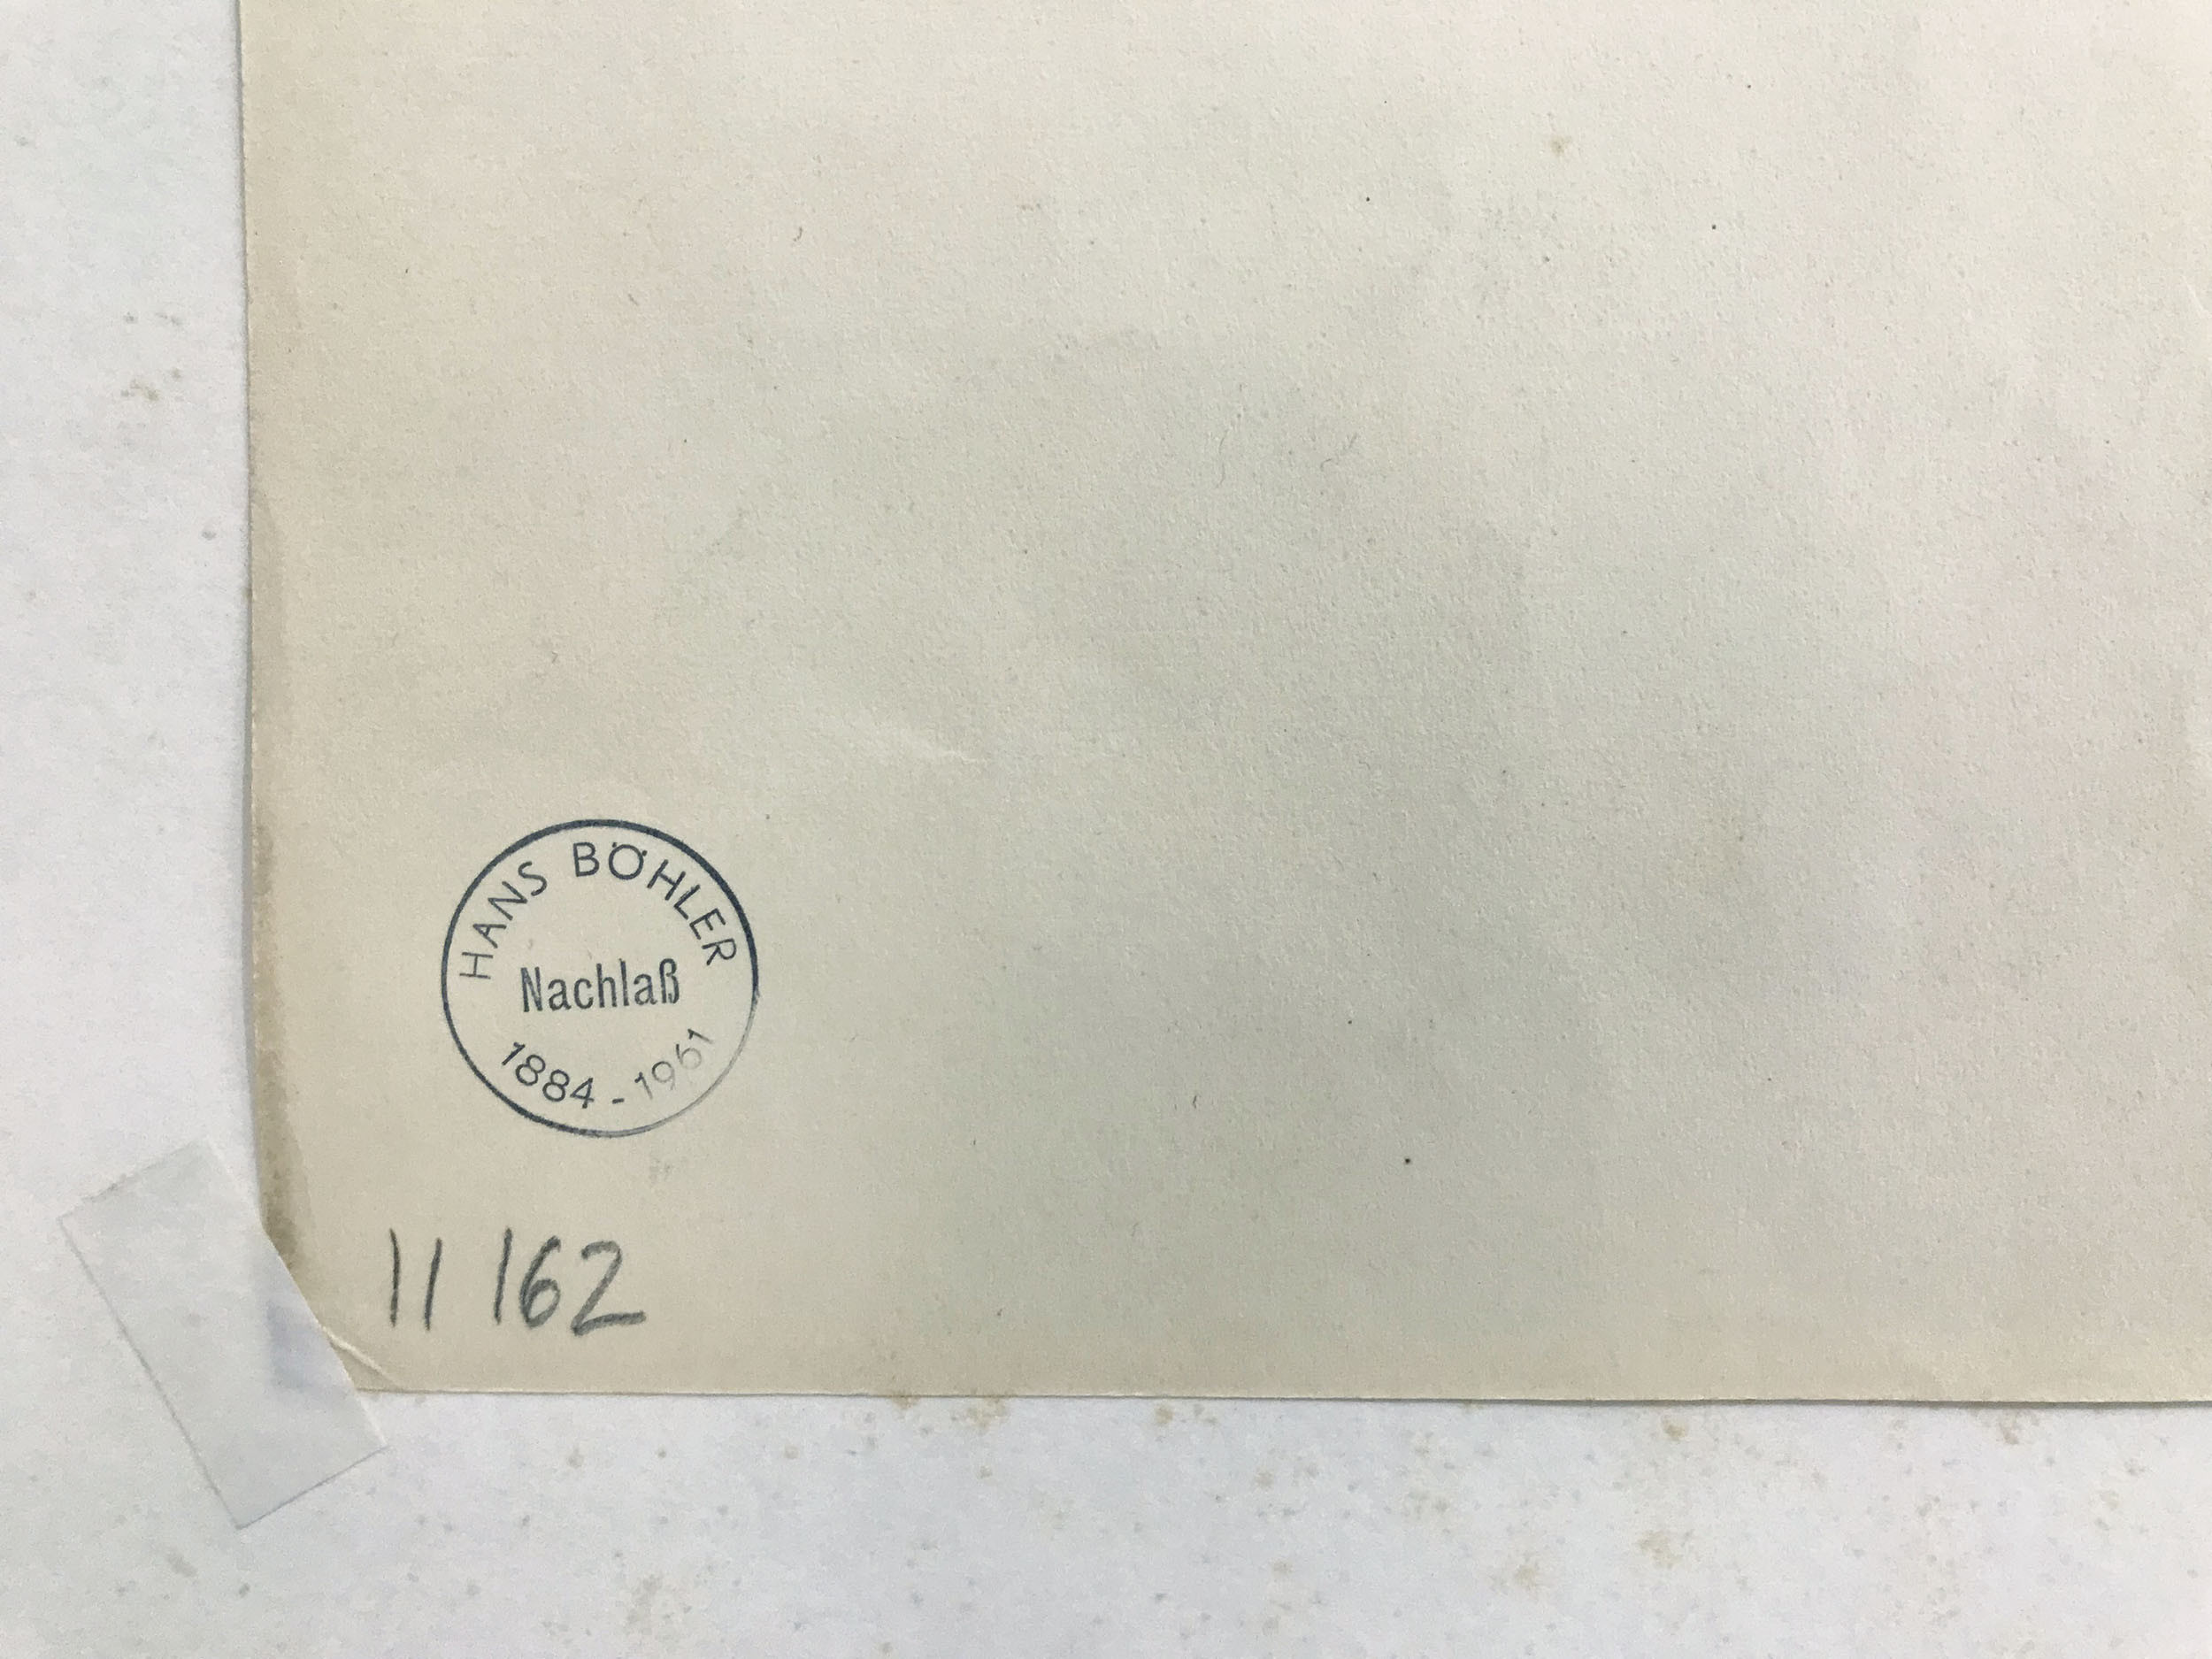 HANS BÖHLER
Nachlaß
1884 - 1961
11 162